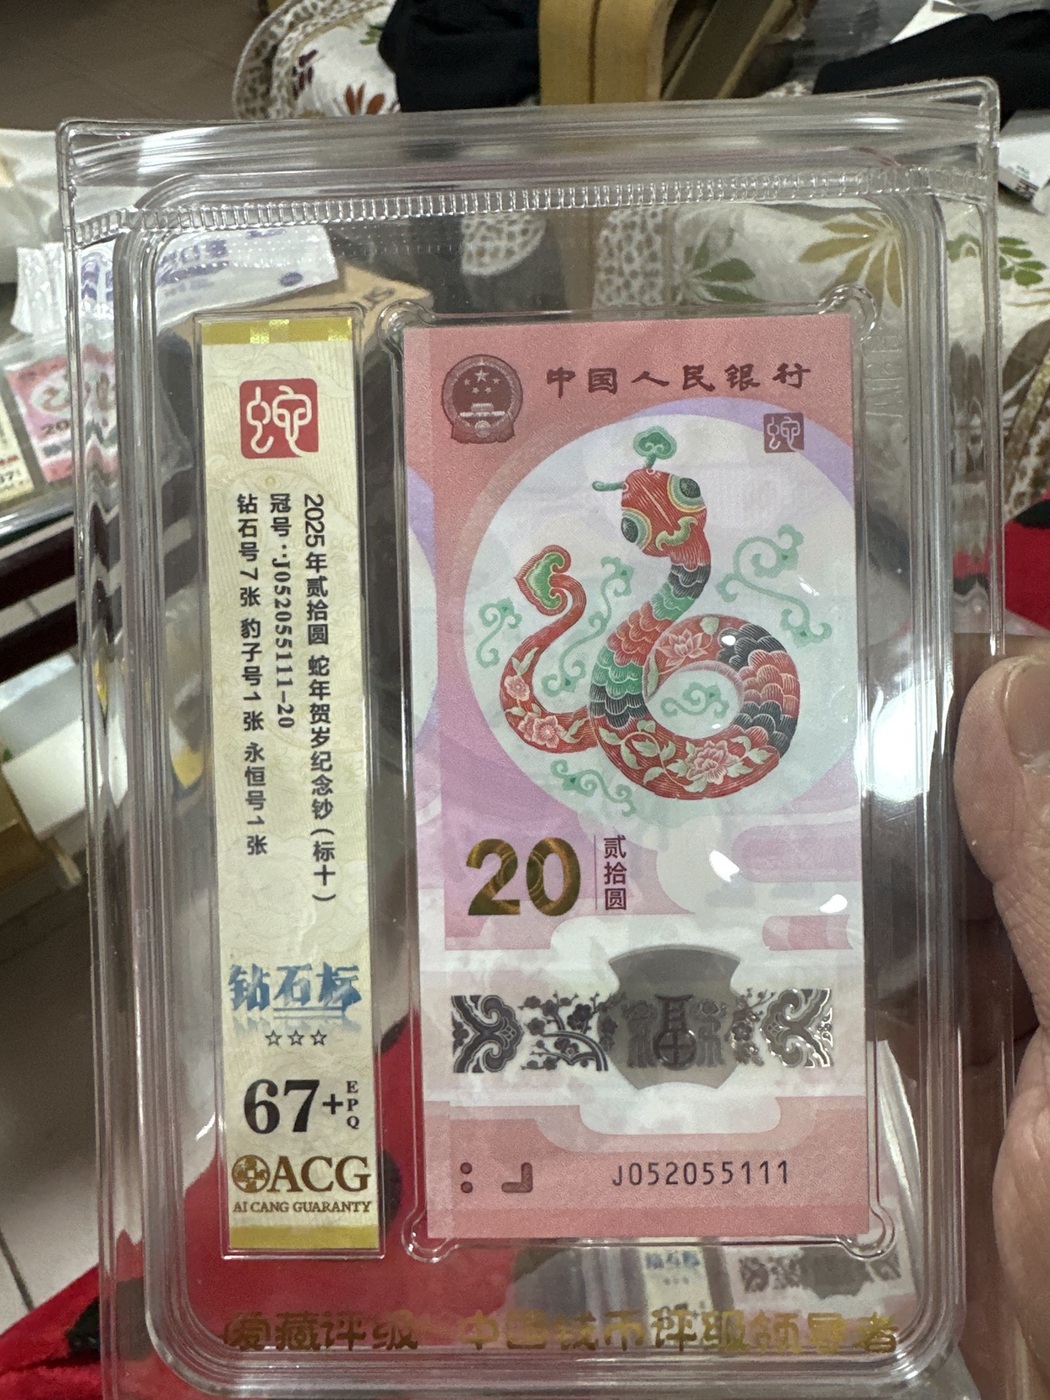 蛇
2025年贰拾圆 蛇年贺岁纪念钞(标十)
冠号:J052055111-20
钻石号7张 豹子号1张 永恒号1张
钻石标
☆☆☆
67+EPQ
ACG
AI CANG GUARANTY
中国人民银行
蛇
20
贰拾圆
福
J052055111
爱藏评级 中国钱币评级领导者